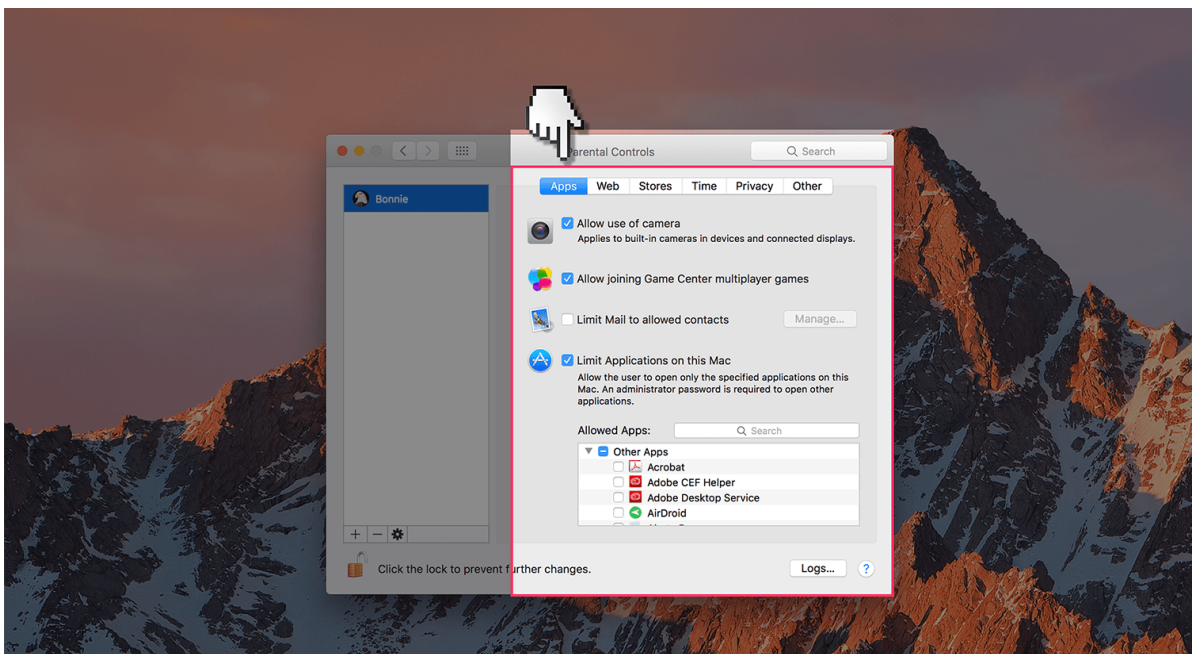 Parental Controls
Search
Bonnie
Apps Web Stores Time Privacy Other
Allow use of camera
Applies to built-in cameras in devices and connected displays.
Allow joining Game Center multiplayer games
Limit Mail to allowed contacts
Manage...
Limit Applications on this Mac
Allow the user to open only the specified applications on this
Mac. An administrator password is required to open other
applications.
Allowed Apps:
Search
Other Apps
Acrobat
Adobe CEF Helper
Adobe Desktop Service
AirDroid
Click the lock to prevent further changes.
Logs...
?